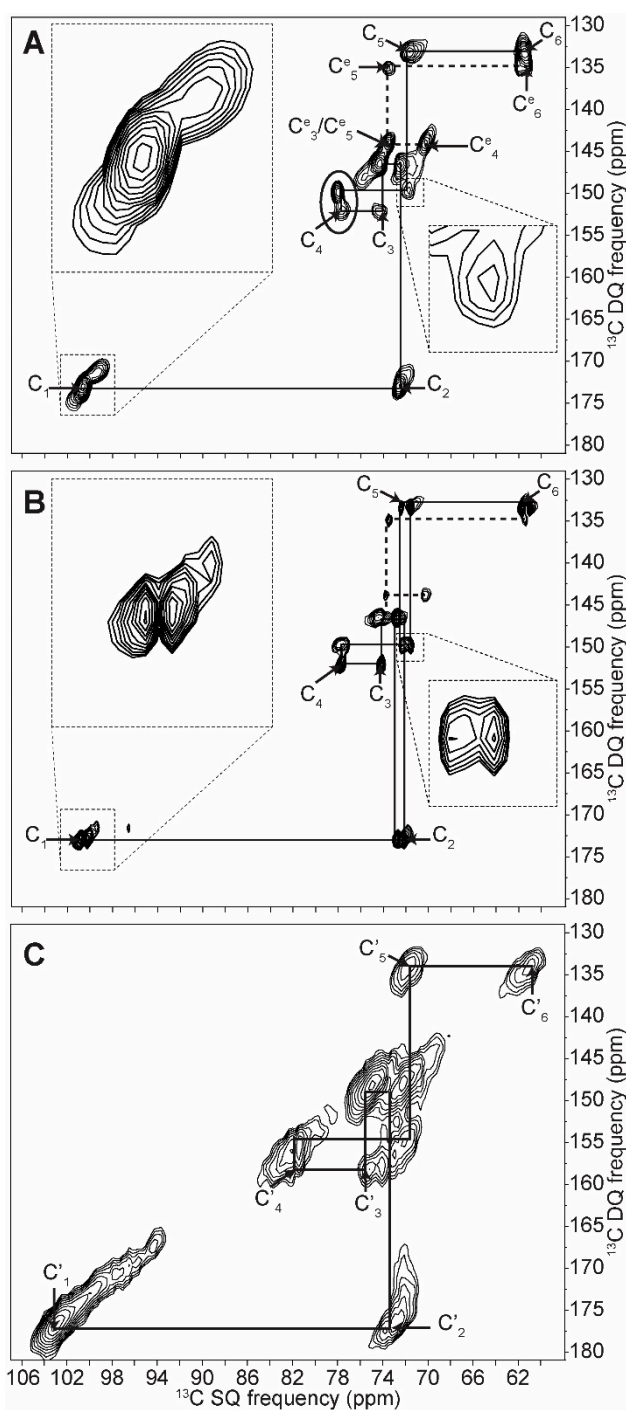 A
C₅
C₆
Cᵉ₅
Cᵉ₆
Cᵉ₃/Cᵉ₅
Cᵉ₄
C₄
C₃
C₁
C₂
130
135
140
145
150
155
160
165
170
175
180
¹³C DQ frequency (ppm)
B
C₅
C₆
C₄
C₃
C₁
C₂
130
135
140
145
150
155
160
165
170
175
180
¹³C DQ frequency (ppm)
C
C'₅
C'₆
C'₄
C'₃
C'₁
C'₂
130
135
140
145
150
155
160
165
170
175
180
¹³C DQ frequency (ppm)
106 102 98 94 90 86 82 78 74 70 66 62
¹³C SQ frequency (ppm)